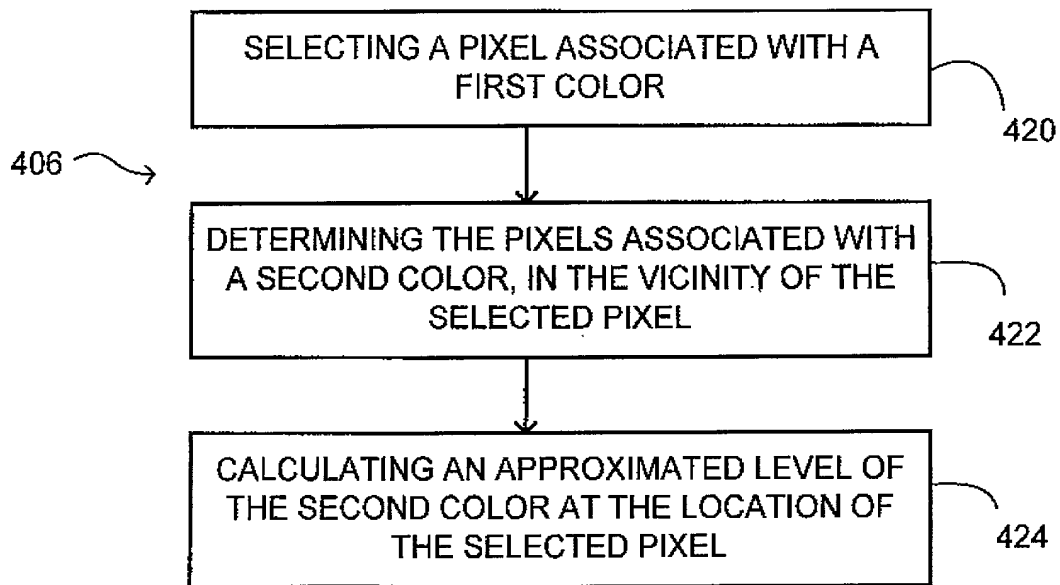 SELECTING A PIXEL ASSOCIATED WITH A
FIRST COLOR
420
406
DETERMINING THE PIXELS ASSOCIATED WITH
A SECOND COLOR, IN THE VICINITY OF THE
SELECTED PIXEL
422
CALCULATING AN APPROXIMATED LEVEL OF
THE SECOND COLOR AT THE LOCATION OF
THE SELECTED PIXEL
424